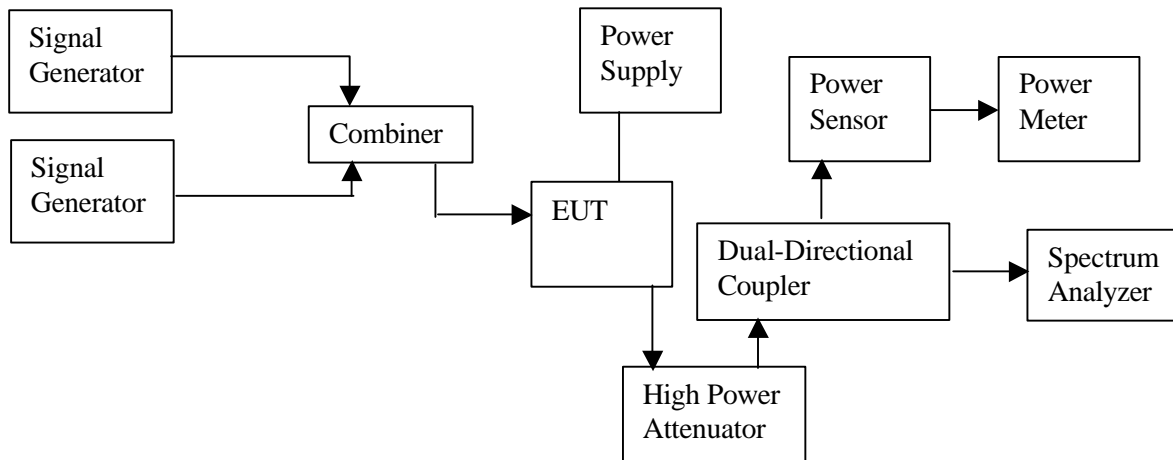 Signal
Generator
Signal
Generator
Combiner
Power
Supply
EUT
High Power
Attenuator
Dual-Directional
Coupler
Power
Sensor
Power
Meter
Spectrum
Analyzer